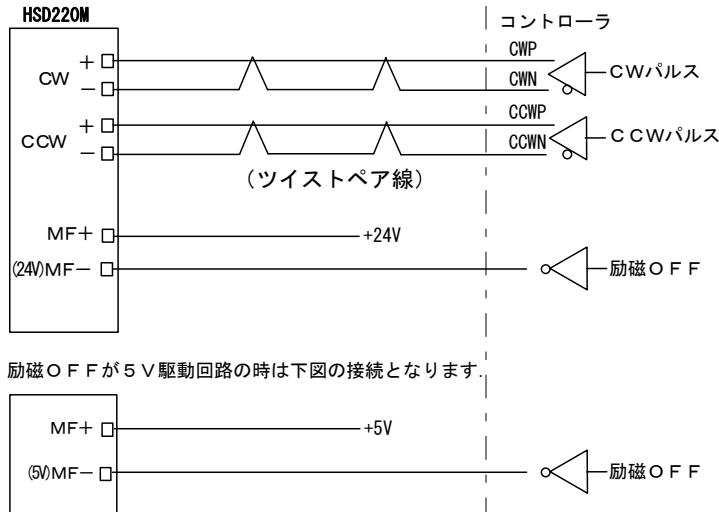 HSD220M
コントローラ
CW
+
CWP
−
CWN
CWパルス
CCW
+
CCWP
−
CCWN
CCWパルス
(ツイストペア線)
MF+
+24V
(24V)MF−
励磁OFF
励磁OFFが5V駆動回路の時は下図の接続となります.
MF+
+5V
(5V)MF−
励磁OFF